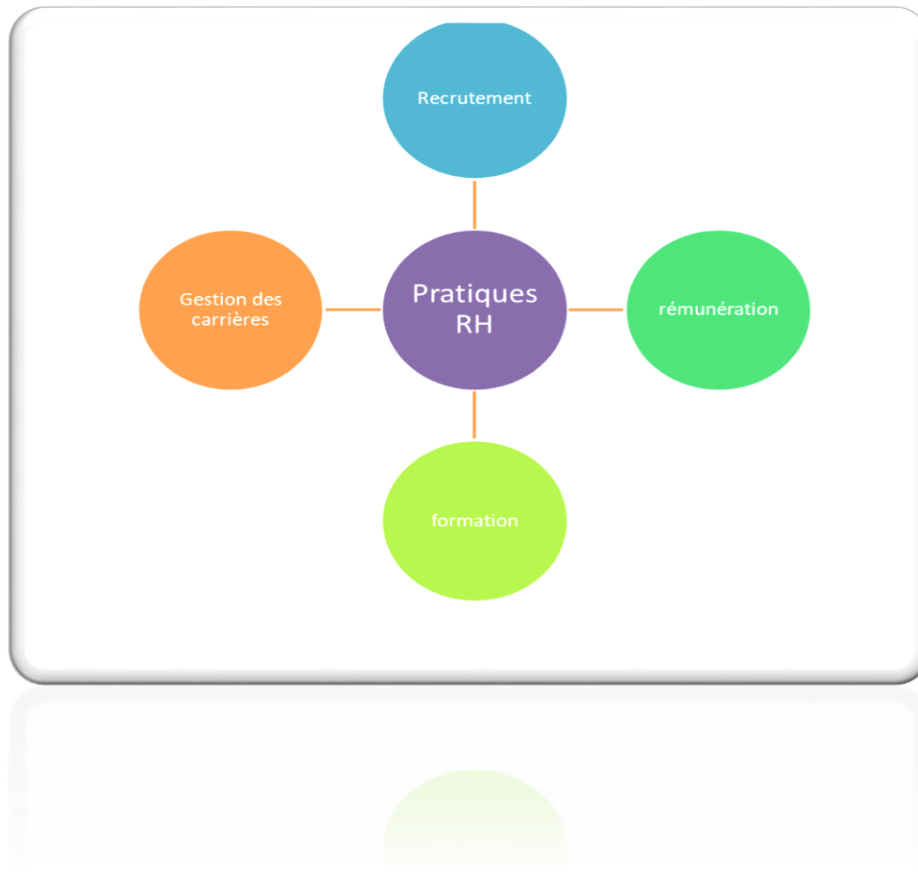 Recrutement
Gestion des
carrières
Pratiques
RH
rémunération
formation